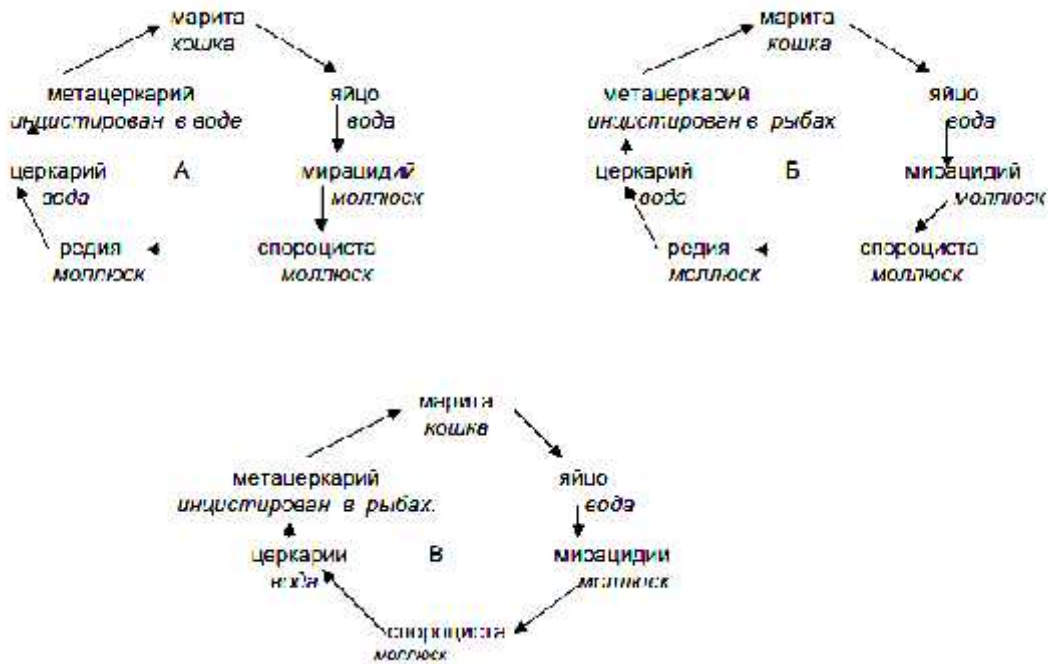 марита
кошка
метацеркарий
инцистирован в воде
яйцо
вода
церкарий
вода
А
мирацидий
моллюск
редия
моллюск
спороциста
моллюск
марита
кошка
метацеркарий
инцистирован в рыбах
яйцо
вода
церкарий
вода
Б
мирацидий
моллюск
редия
моллюск
спороциста
моллюск
марита
кошка
метацеркарий
инцистирован в рыбах.
яйцо
вода
церкарии
вода
В
мирацидии
моллюск
спороциста
моллюск